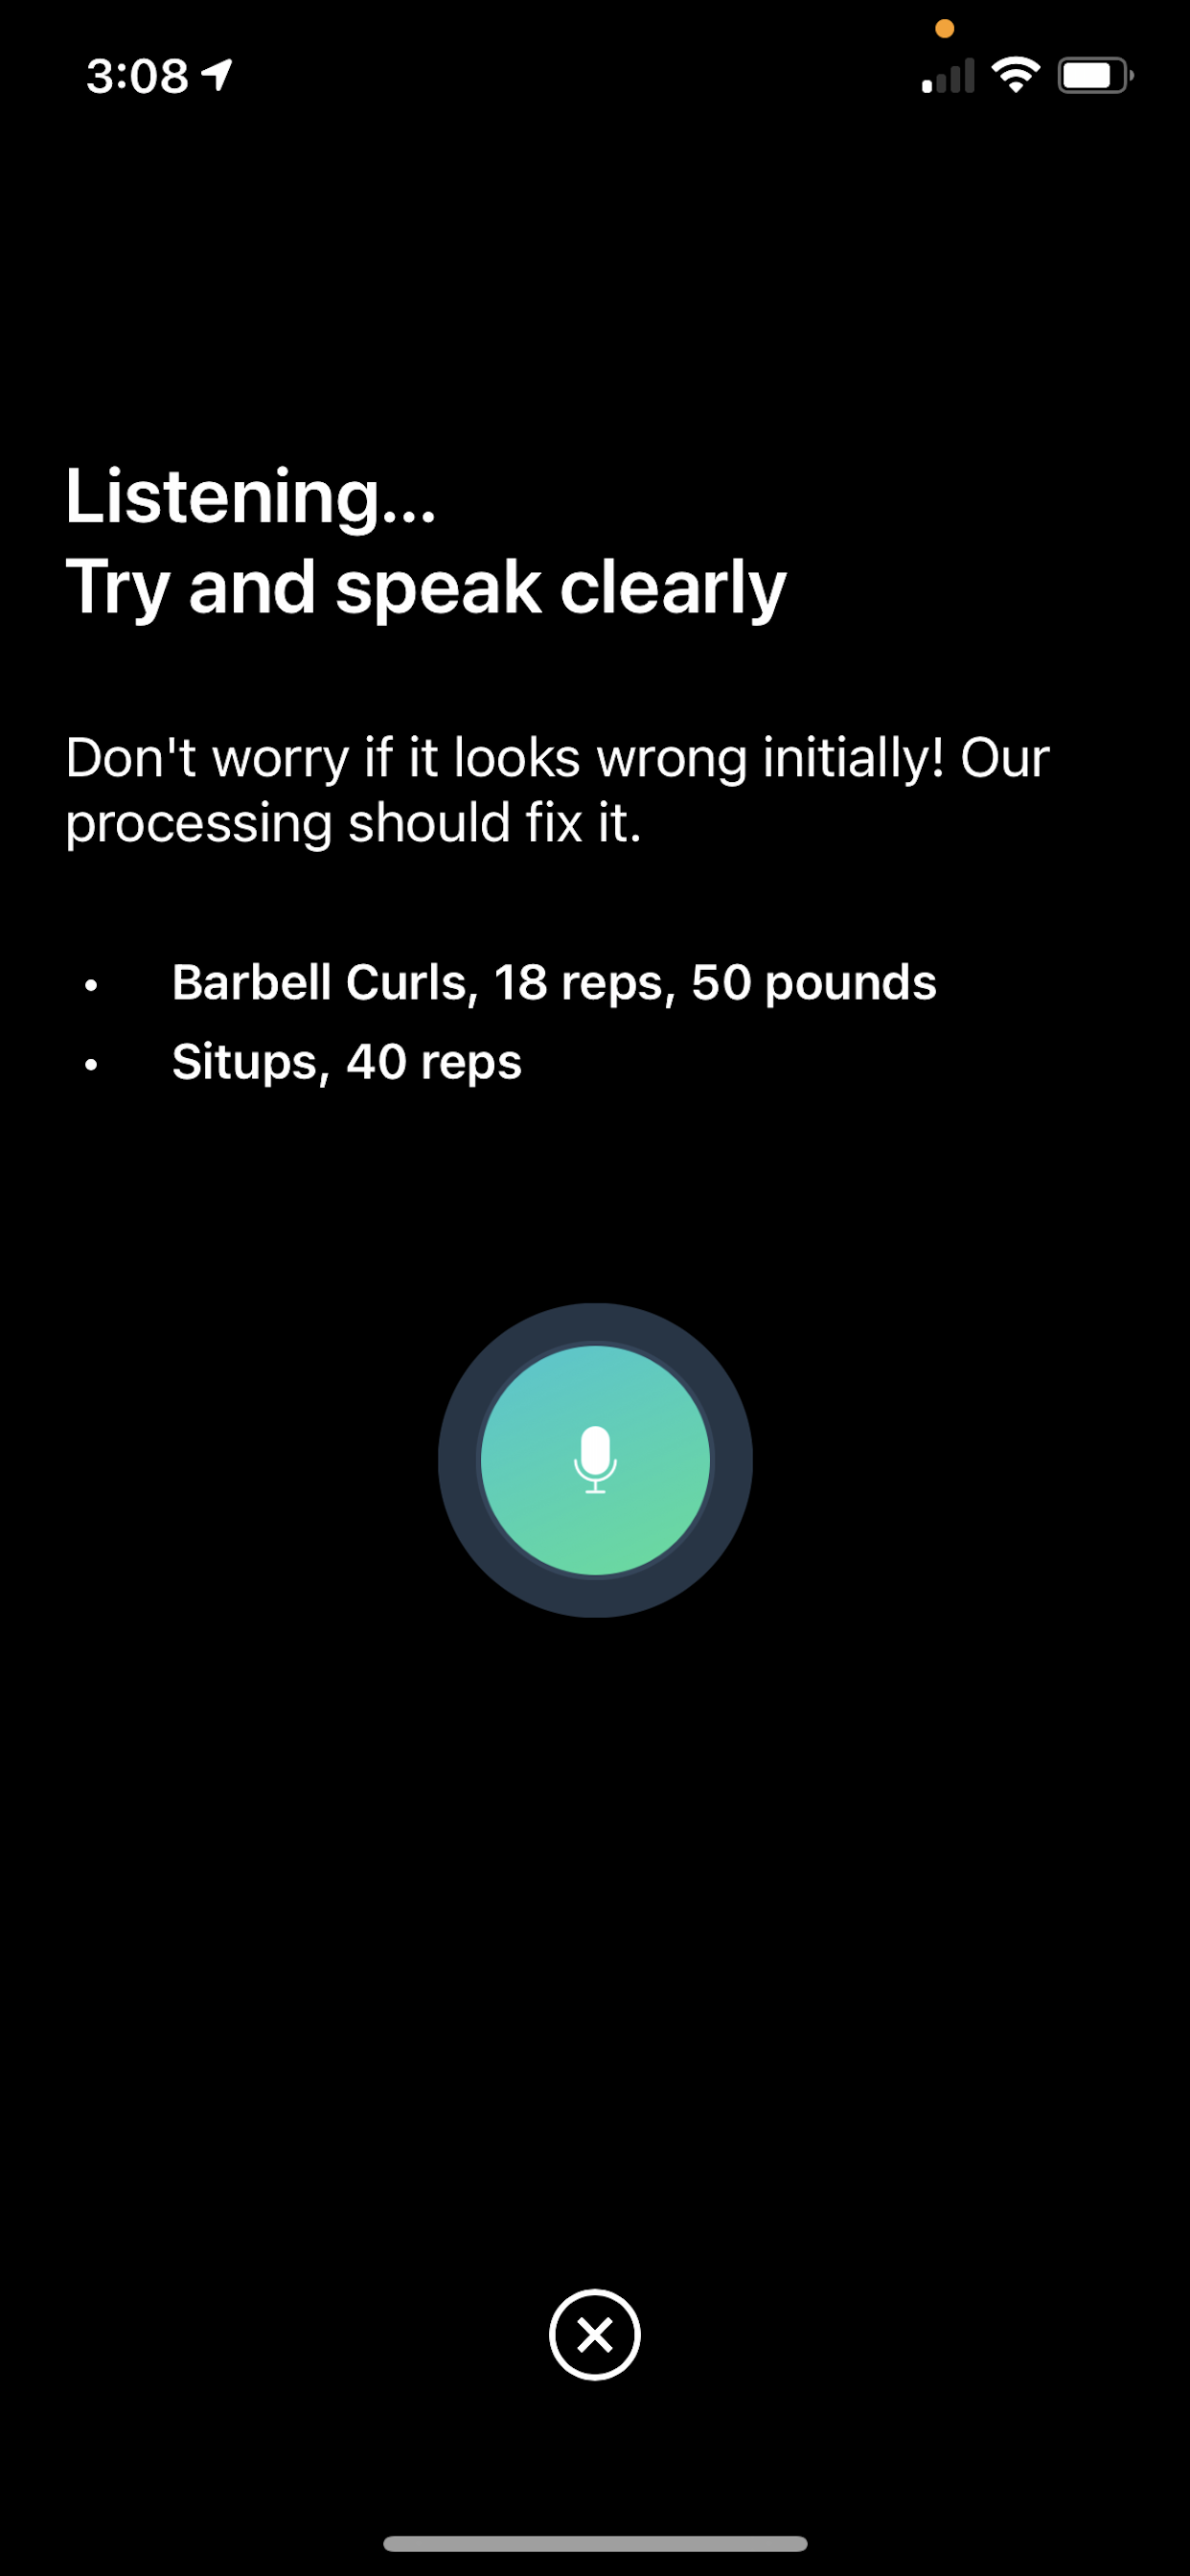 3:08
Listening...
Try and speak clearly
Don't worry if it looks wrong initially! Our
processing should fix it.
• Barbell Curls, 18 reps, 50 pounds
• Situps, 40 reps